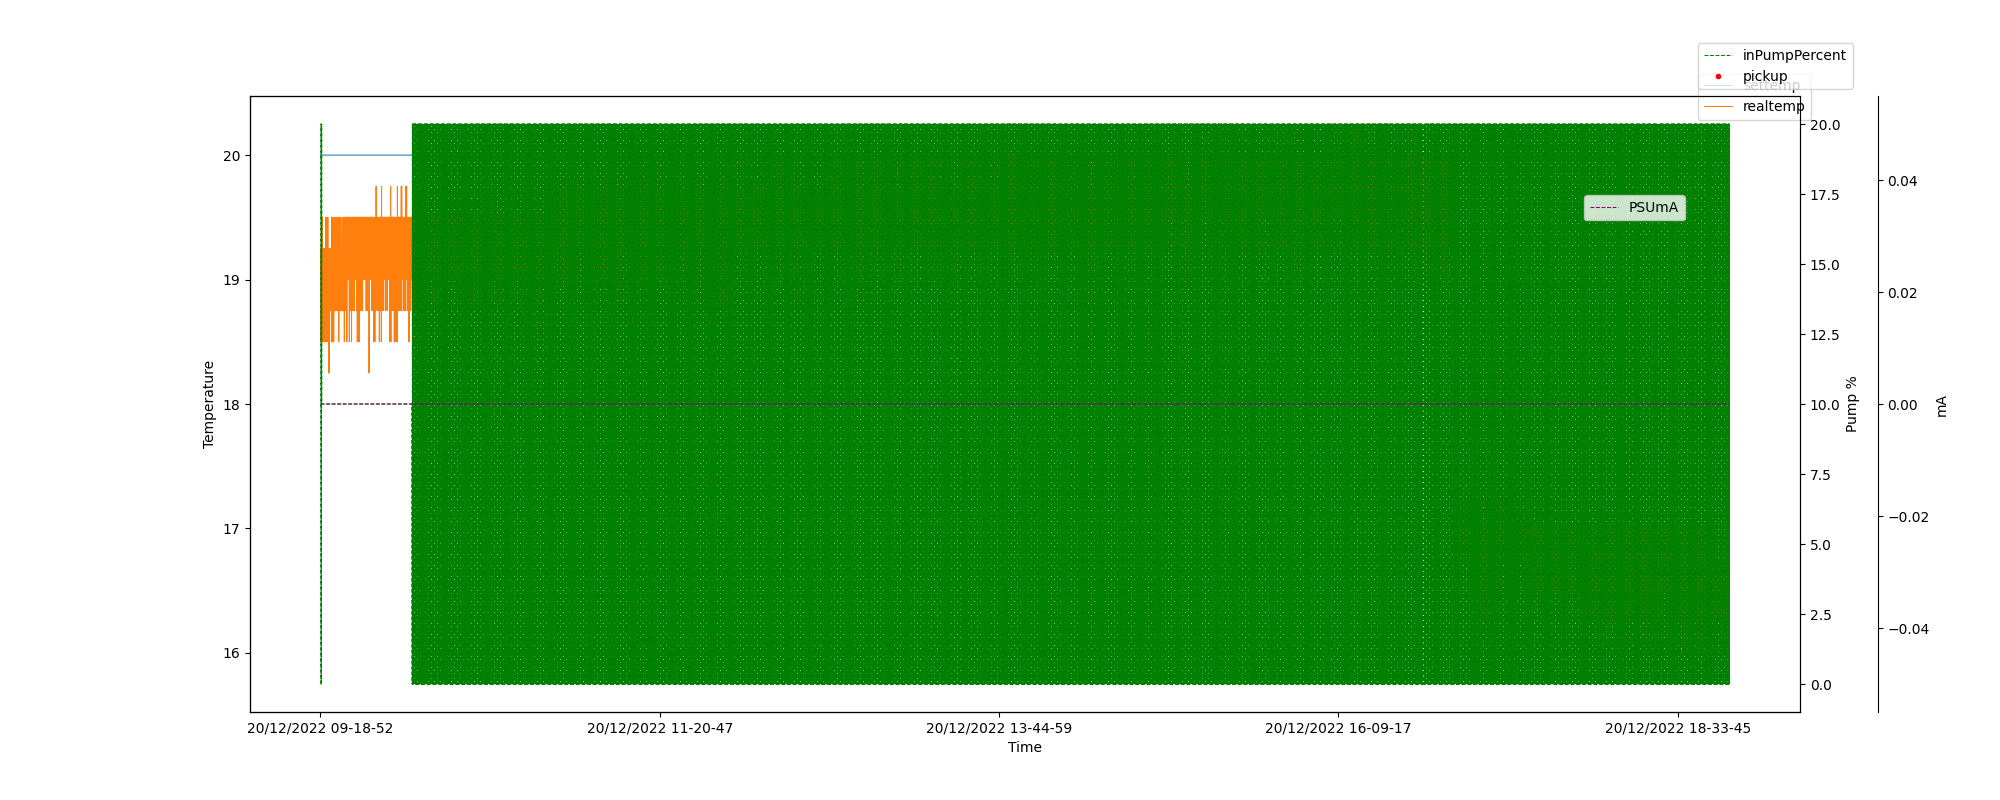 inPumpPercent
pickup
settemp
realtemp
PSUmA
20
19
18
17
16
Temperature
20.0
17.5
15.0
12.5
10.0
7.5
5.0
2.5
0.0
Pump %
0.04
0.02
0.00
−0.02
−0.04
mA
20/12/2022 09-18-52
20/12/2022 11-20-47
20/12/2022 13-44-59
20/12/2022 16-09-17
20/12/2022 18-33-45
Time